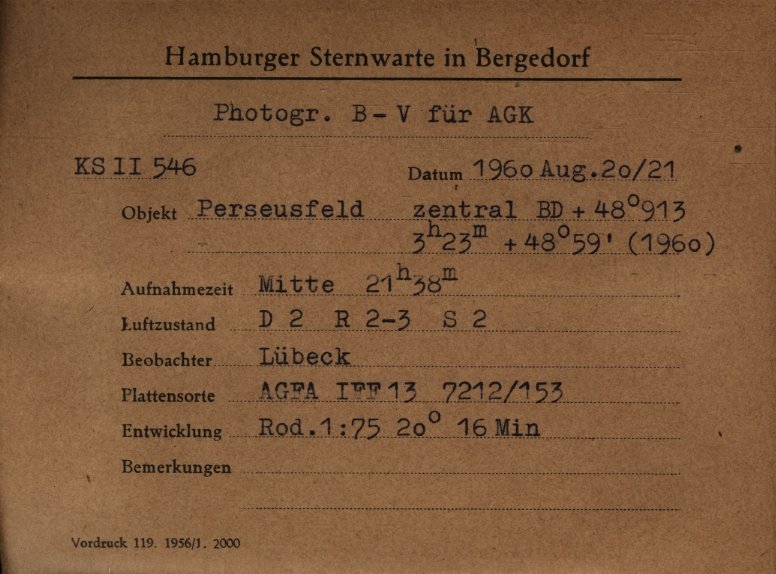 Hamburger Sternwarte in Bergedorf
Photogr. B-V für AGK
KS II 546 Datum 1960 Aug.20/21
Objekt Perseusfeld zentral BD + 48°913
3h23m +48°59' (1960)
Aufnahmezeit Mitte 21h38m
Luftzustand D 2 R 2-3 S 2
Beobachter Lübeck
Plattensorte AGFA IFF13 7212/153
Entwicklung Rod.1:75 20° 16 Min
Bemerkungen
Vordruck 119. 1956/1. 2000